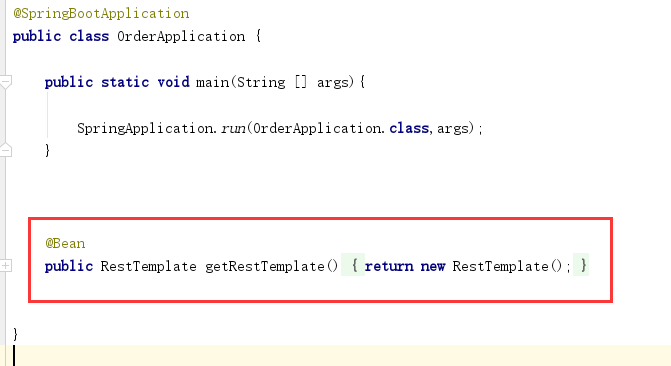 @SpringBootApplication
public class OrderApplication {
public static void main(String [] args){
SpringApplication.run(OrderApplication.class,args);
}
@Bean
public RestTemplate getRestTemplate() { return new RestTemplate(); }
}